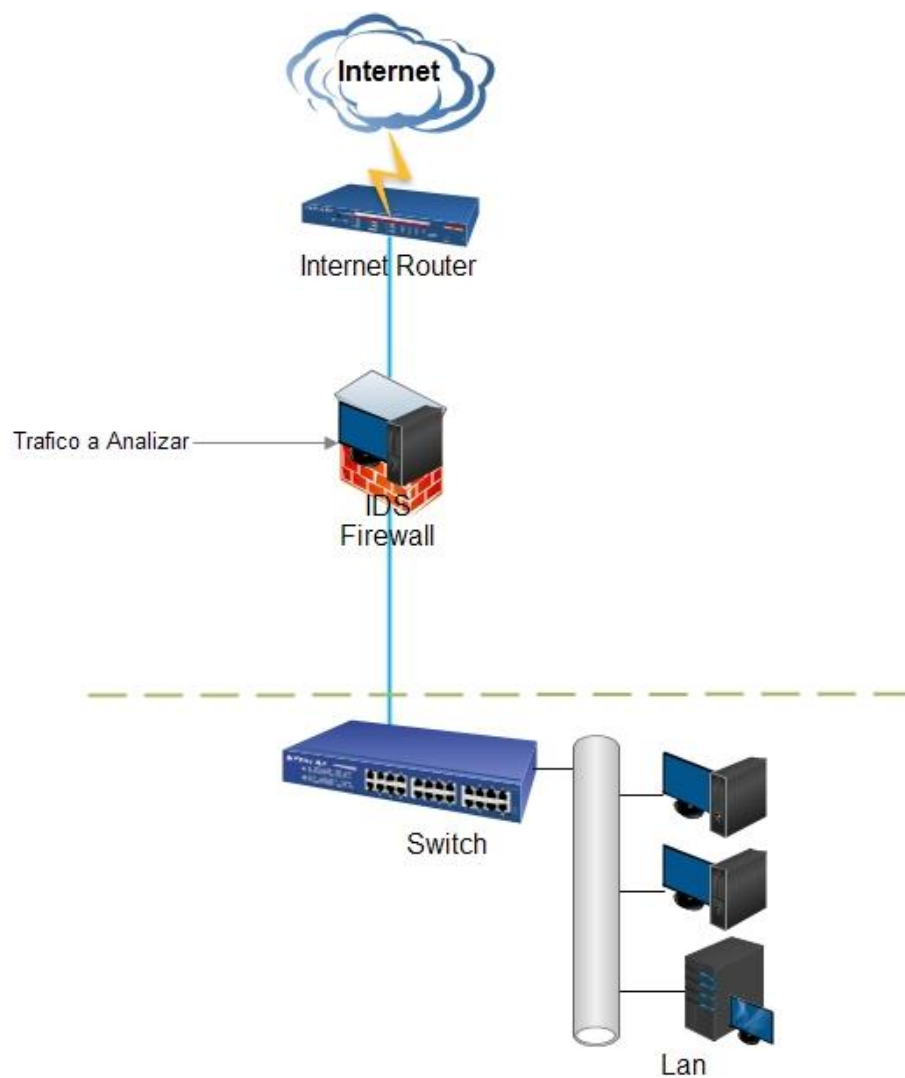 Internet
Internet Router
Trafico a Analizar
IDS
Firewall
Switch
Lan